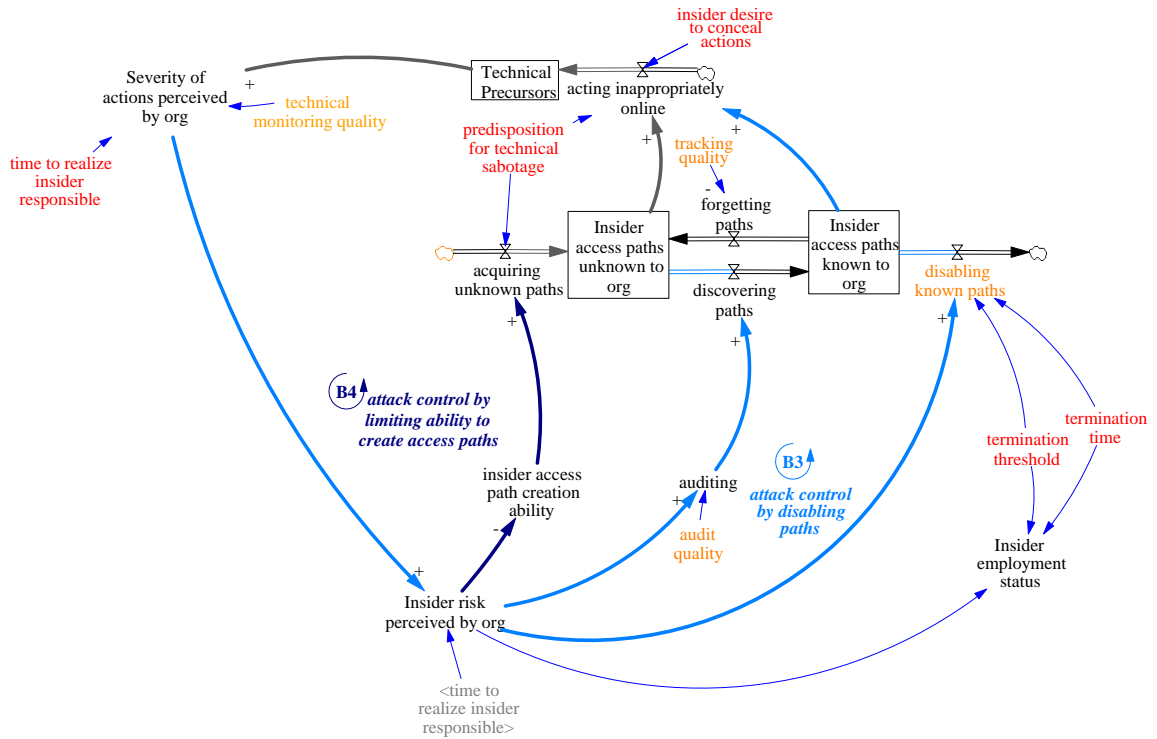 insider desire
to conceal
actions
Technical
Precursors
acting inappropriately
online
Severity of
actions perceived
by org
+
technical
monitoring quality
time to realize
insider
responsible
predisposition
for technical
sabotage
+
+
tracking
quality
-
forgetting
paths
Insider
access paths
unknown to
org
Insider
access paths
known to
org
acquiring
unknown paths
+
discovering
paths
+
disabling
known paths
+
B4
attack control by
limiting ability to
create access paths
termination
threshold
termination
time
insider access
path creation
ability
-
auditing
+
audit
quality
B3
attack control
by disabling
paths
Insider
employment
status
+
Insider risk
perceived by org
<time to
realize insider
responsible>